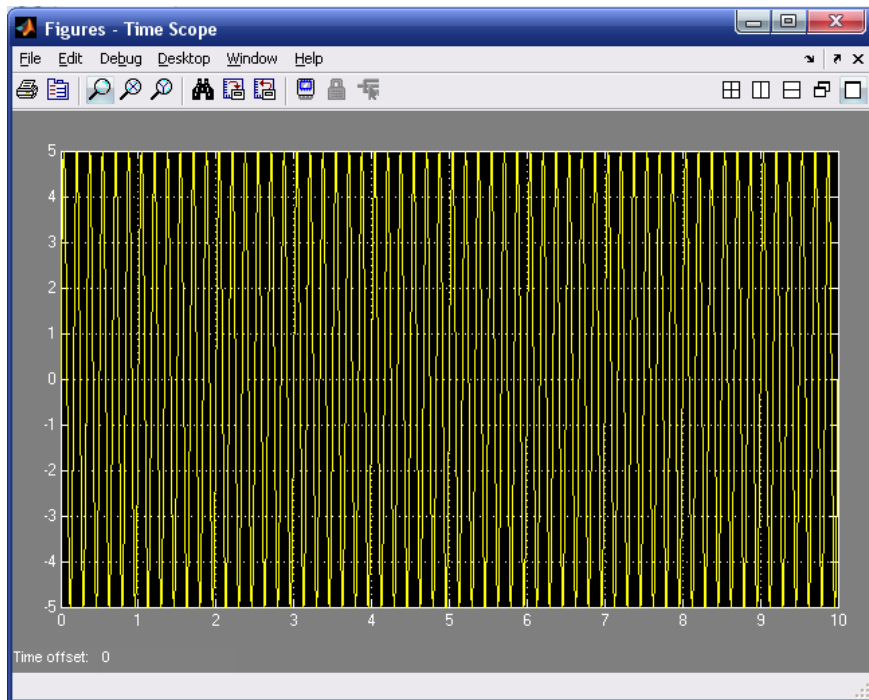 Figures - Time Scope
File Edit Debug Desktop Window Help
5
4
3
2
1
0
-1
-2
-3
-4
-5
0 1 2 3 4 5 6 7 8 9 10
Time offset: 0